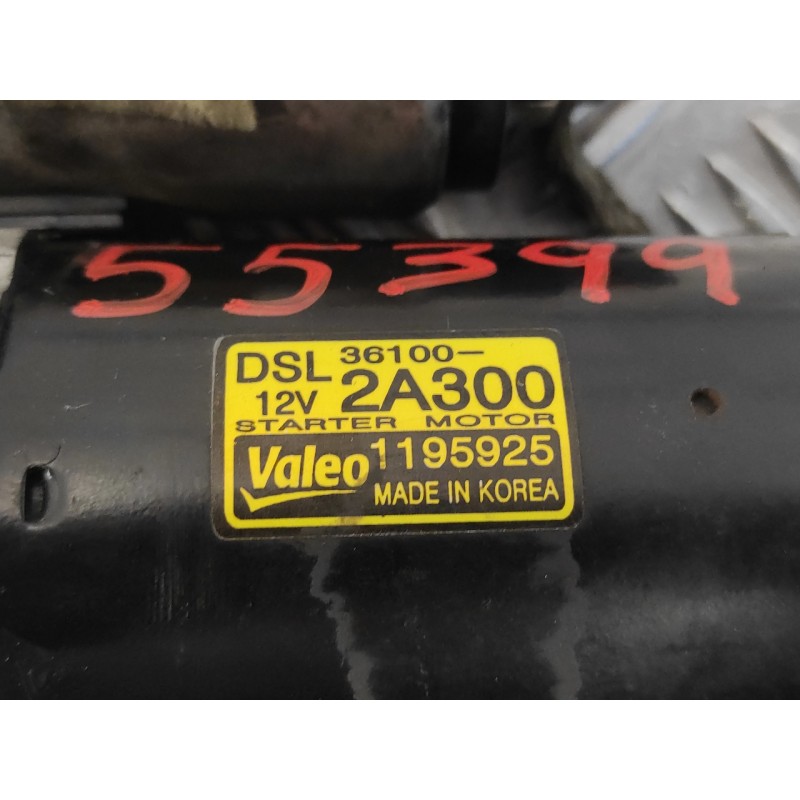 55399
DSL 36100-
12V 2A300
STARTER MOTOR
Valeo 1195925
MADE IN KOREA